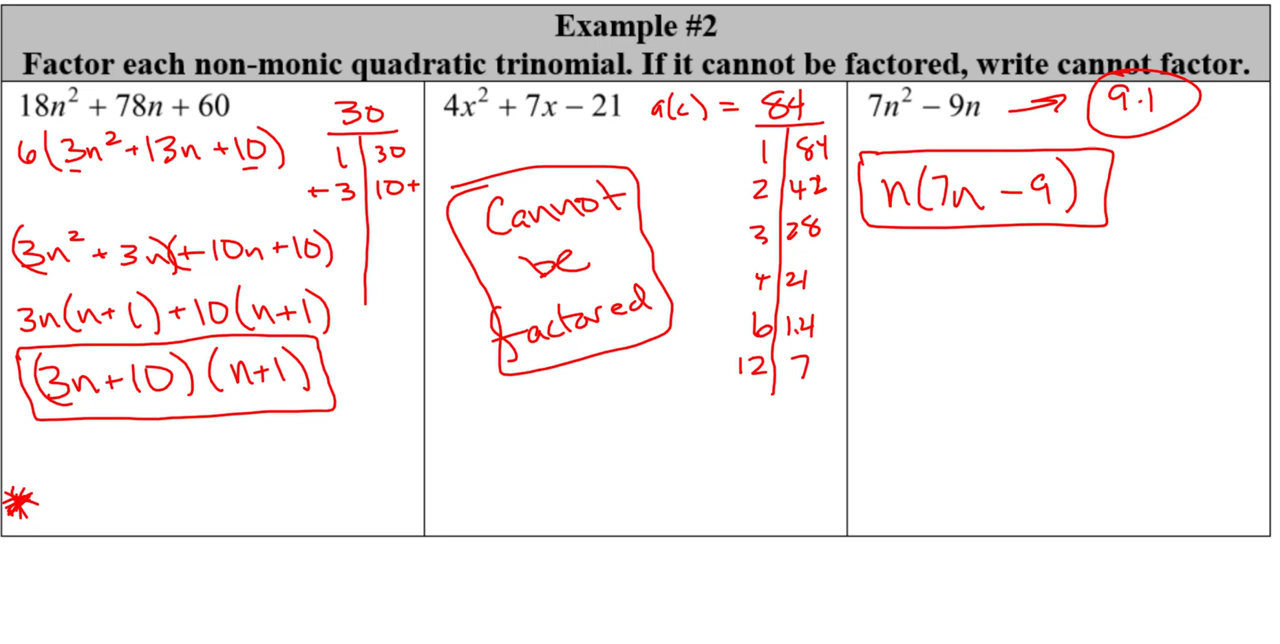 Example #2
Factor each non-monic quadratic trinomial. If it cannot be factored, write cannot factor.
18n² + 78n + 60
6(3n² + 13n + 10)
30
1 | 30
+ 3 | 10 +
(3n² + 3n)(+ 10n + 10)
3n(n + 1) + 10(n + 1)
(3n + 10)(n + 1)
*
4x² + 7x − 21
a(c) = 84
1 | 84
2 | 42
3 | 28
4 | 21
6 | 14
12 | 7
Cannot
be
factored
7n² − 9n → 9.1
n(7n − 9)